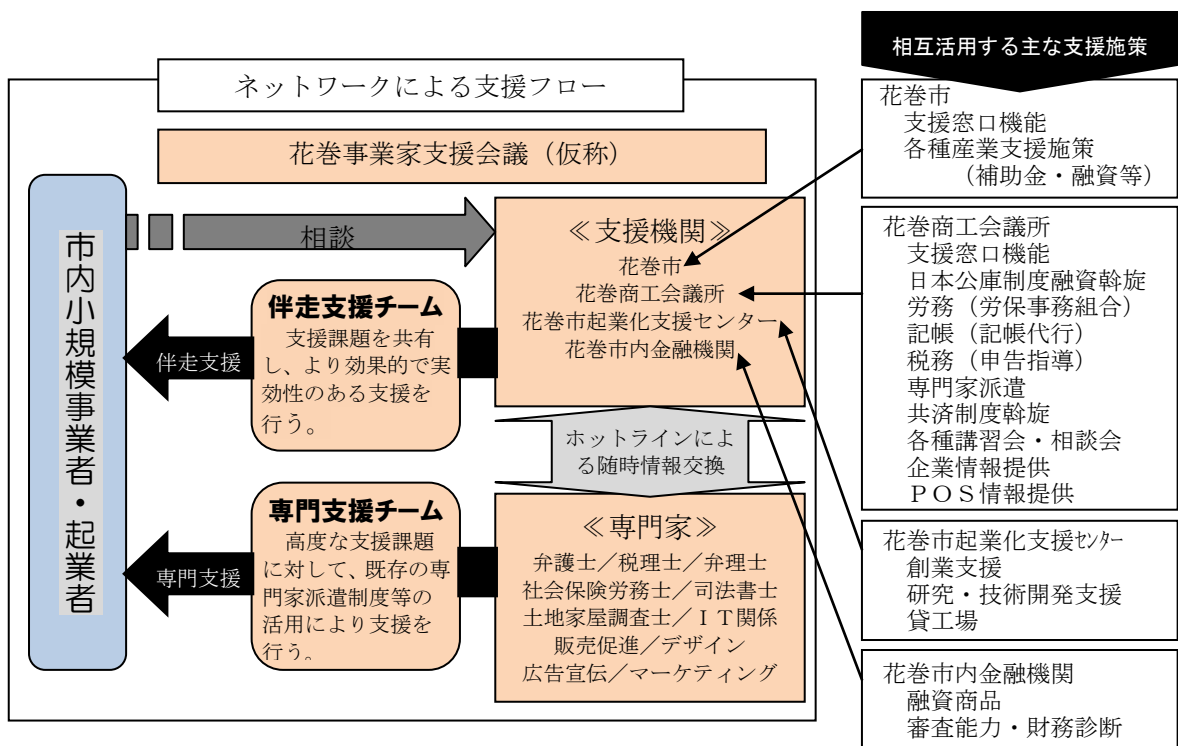 ネットワークによる支援フロー
花巻事業家支援会議（仮称）
市内小規模事業者・起業者
相談
≪支援機関≫
花巻市
花巻商工会議所
花巻市起業化支援センター
花巻市内金融機関
伴走支援チーム
支援課題を共有
し、より効果的で実
効性のある支援を
行う。
伴走支援
ホットラインによ
る随時情報交換
専門支援チーム
高度な支援課題
に対して、既存の専
門家派遣制度等の
活用により支援を
行う。
専門支援
≪専門家≫
弁護士／税理士／弁理士
社会保険労務士／司法書士
土地家屋調査士／ＩＴ関係
販売促進／デザイン
広告宣伝／マーケティング
相互活用する主な支援施策
花巻市
支援窓口機能
各種産業支援施策
（補助金・融資等）
花巻商工会議所
支援窓口機能
日本公庫制度融資斡旋
労務（労保事務組合）
記帳（記帳代行）
税務（申告指導）
専門家派遣
共済制度斡旋
各種講習会・相談会
企業情報提供
ＰＯＳ情報提供
花巻市起業化支援ｾﾝﾀｰ
創業支援
研究・技術開発支援
貸工場
花巻市内金融機関
融資商品
審査能力・財務診断